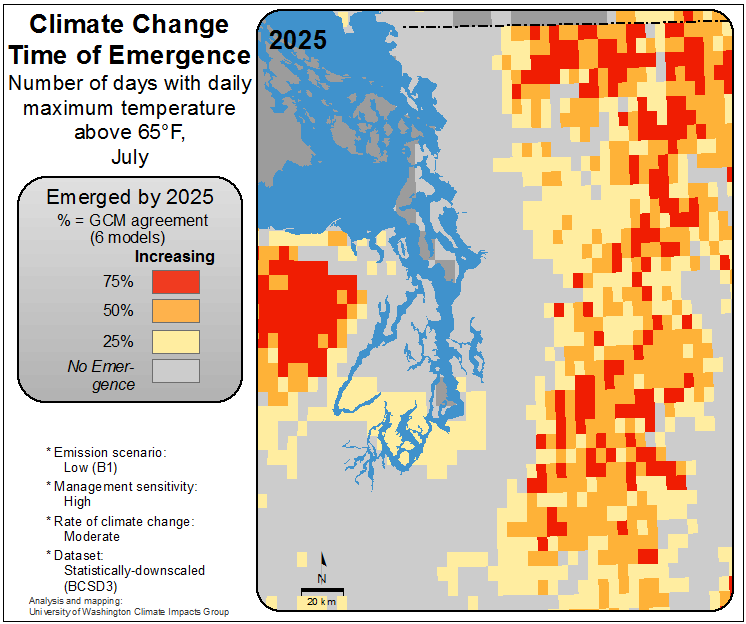 Climate Change
Time of Emergence
Number of days with daily
maximum temperature
above 65°F,
July
Emerged by 2025
% = GCM agreement
(6 models)
Increasing
75%
50%
25%
No Emer-
gence
* Emission scenario:
Low (B1)
* Management sensitivity:
High
* Rate of climate change:
Moderate
* Dataset:
Statistically-downscaled
(BCSD3)
Analysis and mapping:
University of Washington Climate Impacts Group
2025
N
20 km